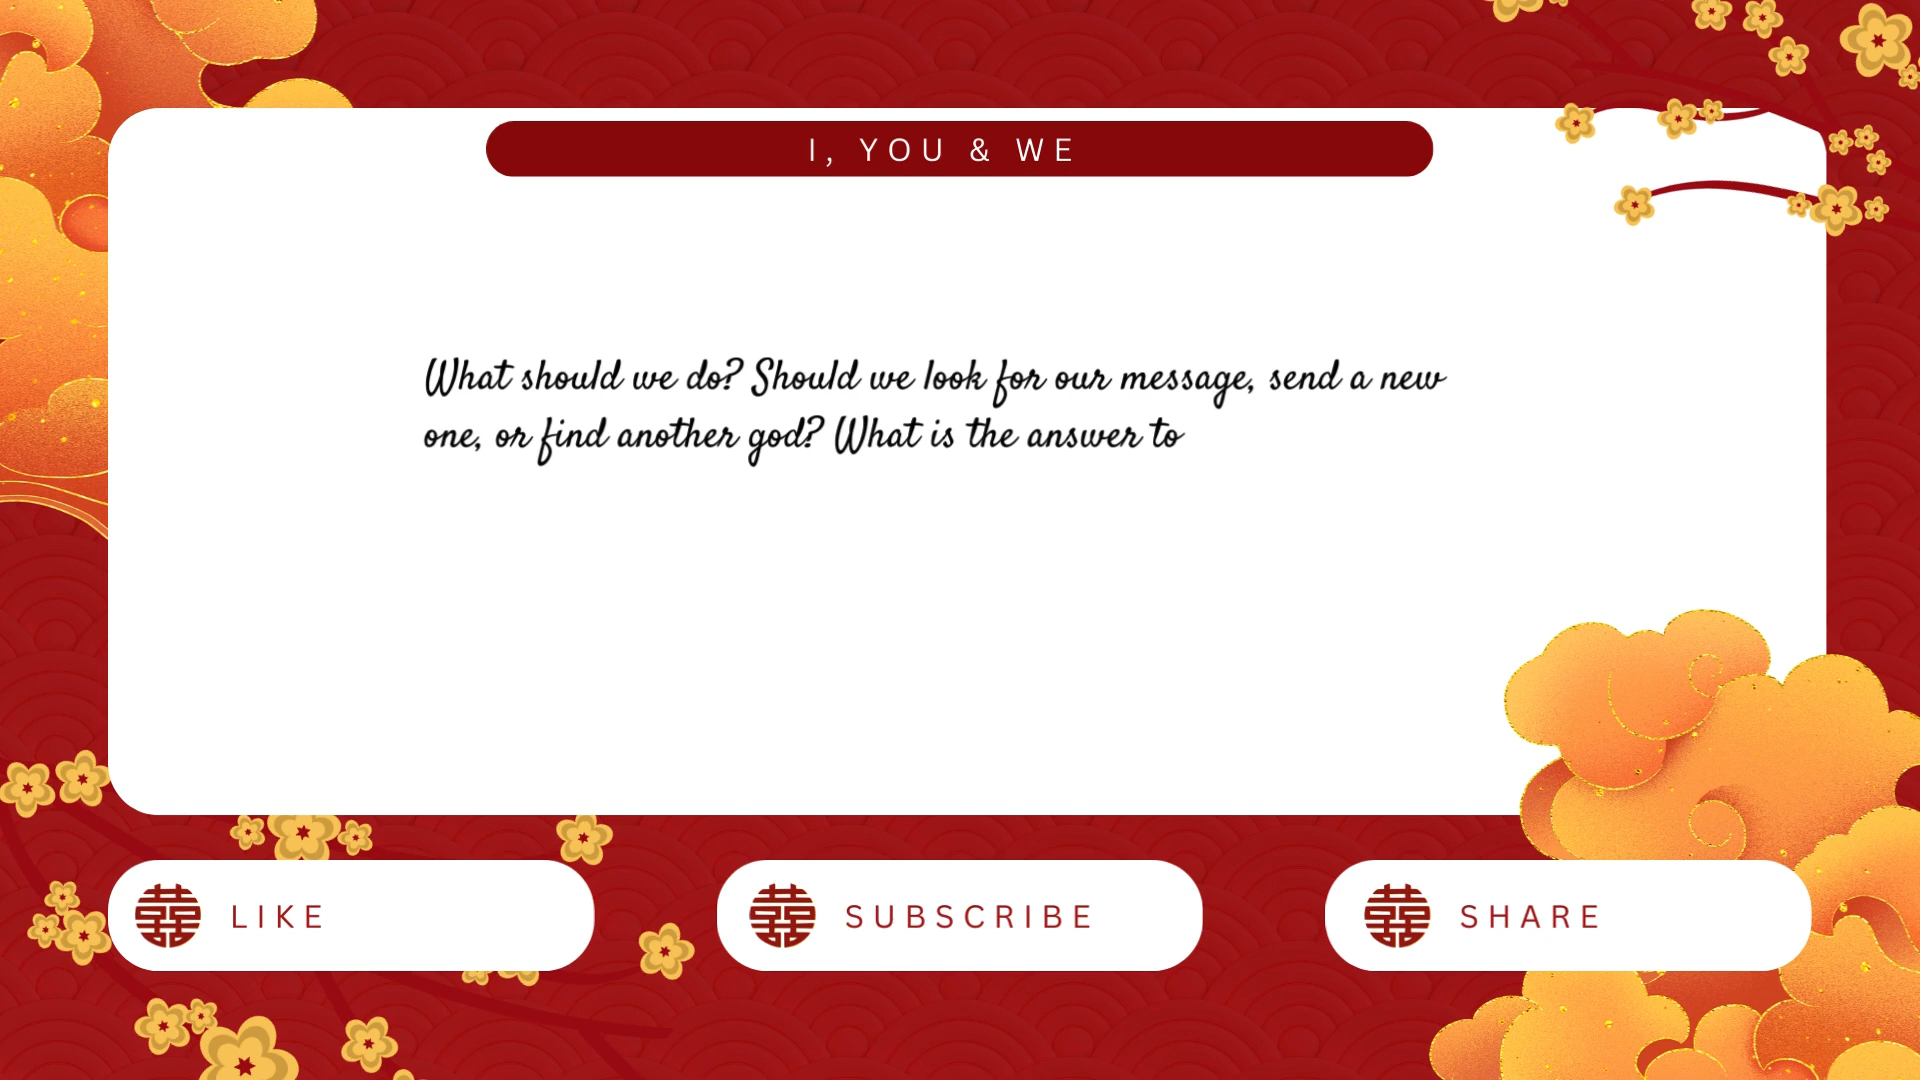 I, YOU & WE
What should we do? Should we look for our message, send a new
one, or find another god? What is the answer to
LIKE
SUBSCRIBE
SHARE